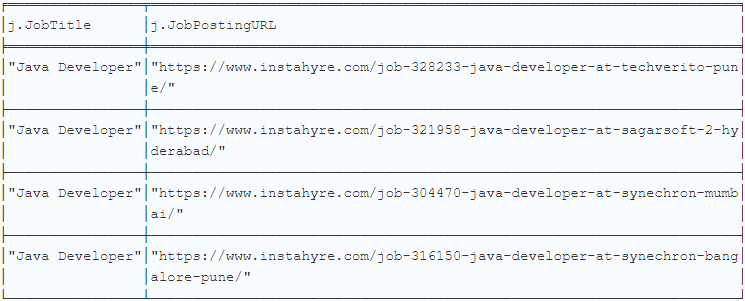 j.JobTitle j.JobPostingURL
"Java Developer" "https://www.instahyre.com/job-328233-java-developer-at-techverito-pun
e/"
"Java Developer" "https://www.instahyre.com/job-321958-java-developer-at-sagarsoft-2-hy
derabad/"
"Java Developer" "https://www.instahyre.com/job-304470-java-developer-at-synechron-mumb
ai/"
"Java Developer" "https://www.instahyre.com/job-316150-java-developer-at-synechron-bang
alore-pune/"